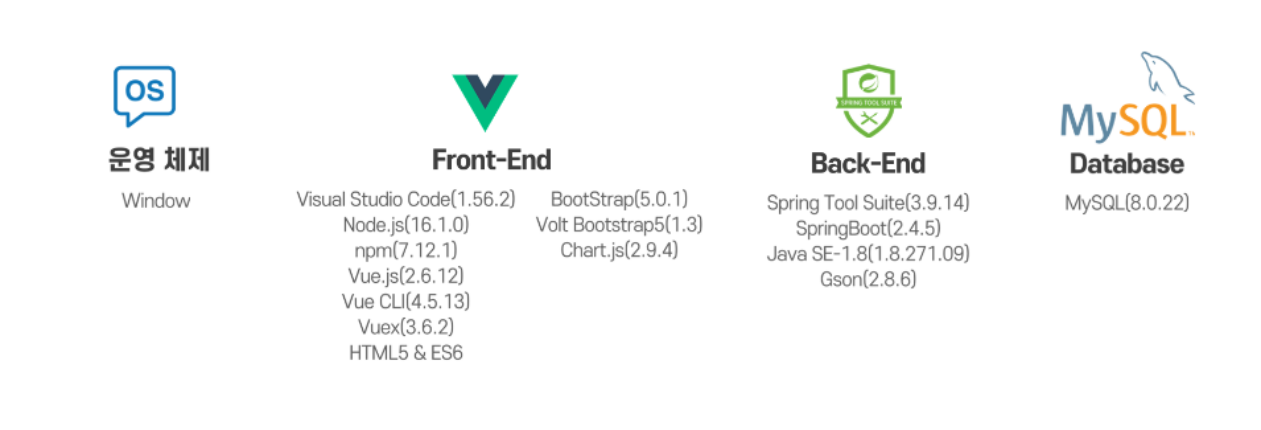 OS
운영 체제
Window
Front-End
Visual Studio Code(1.56.2)
Node.js(16.1.0)
npm(7.12.1)
Vue.js(2.6.12)
Vue CLI(4.5.13)
Vuex(3.6.2)
HTML5 & ES6
BootStrap(5.0.1)
Volt Bootstrap5(1.3)
Chart.js(2.9.4)
SPRING TOOL SUITE
Back-End
Spring Tool Suite(3.9.14)
SpringBoot(2.4.5)
Java SE-1.8(1.8.271.09)
Gson(2.8.6)
MySQL™
Database
MySQL(8.0.22)